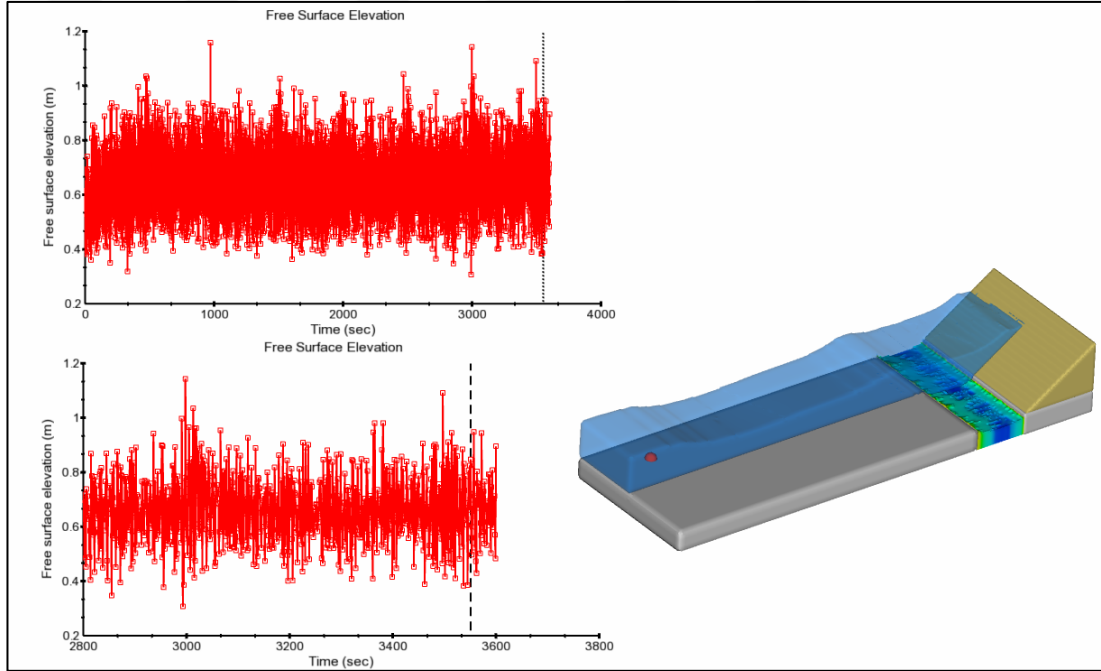 Free Surface Elevation
1.2
1
0.8
0.6
0.4
0.2
Free surface elevation (m)
0 1000 2000 3000 4000
Time (sec)
Free Surface Elevation
1.2
1
0.8
0.6
0.4
0.2
Free surface elevation (m)
2800 3000 3200 3400 3600 3800
Time (sec)